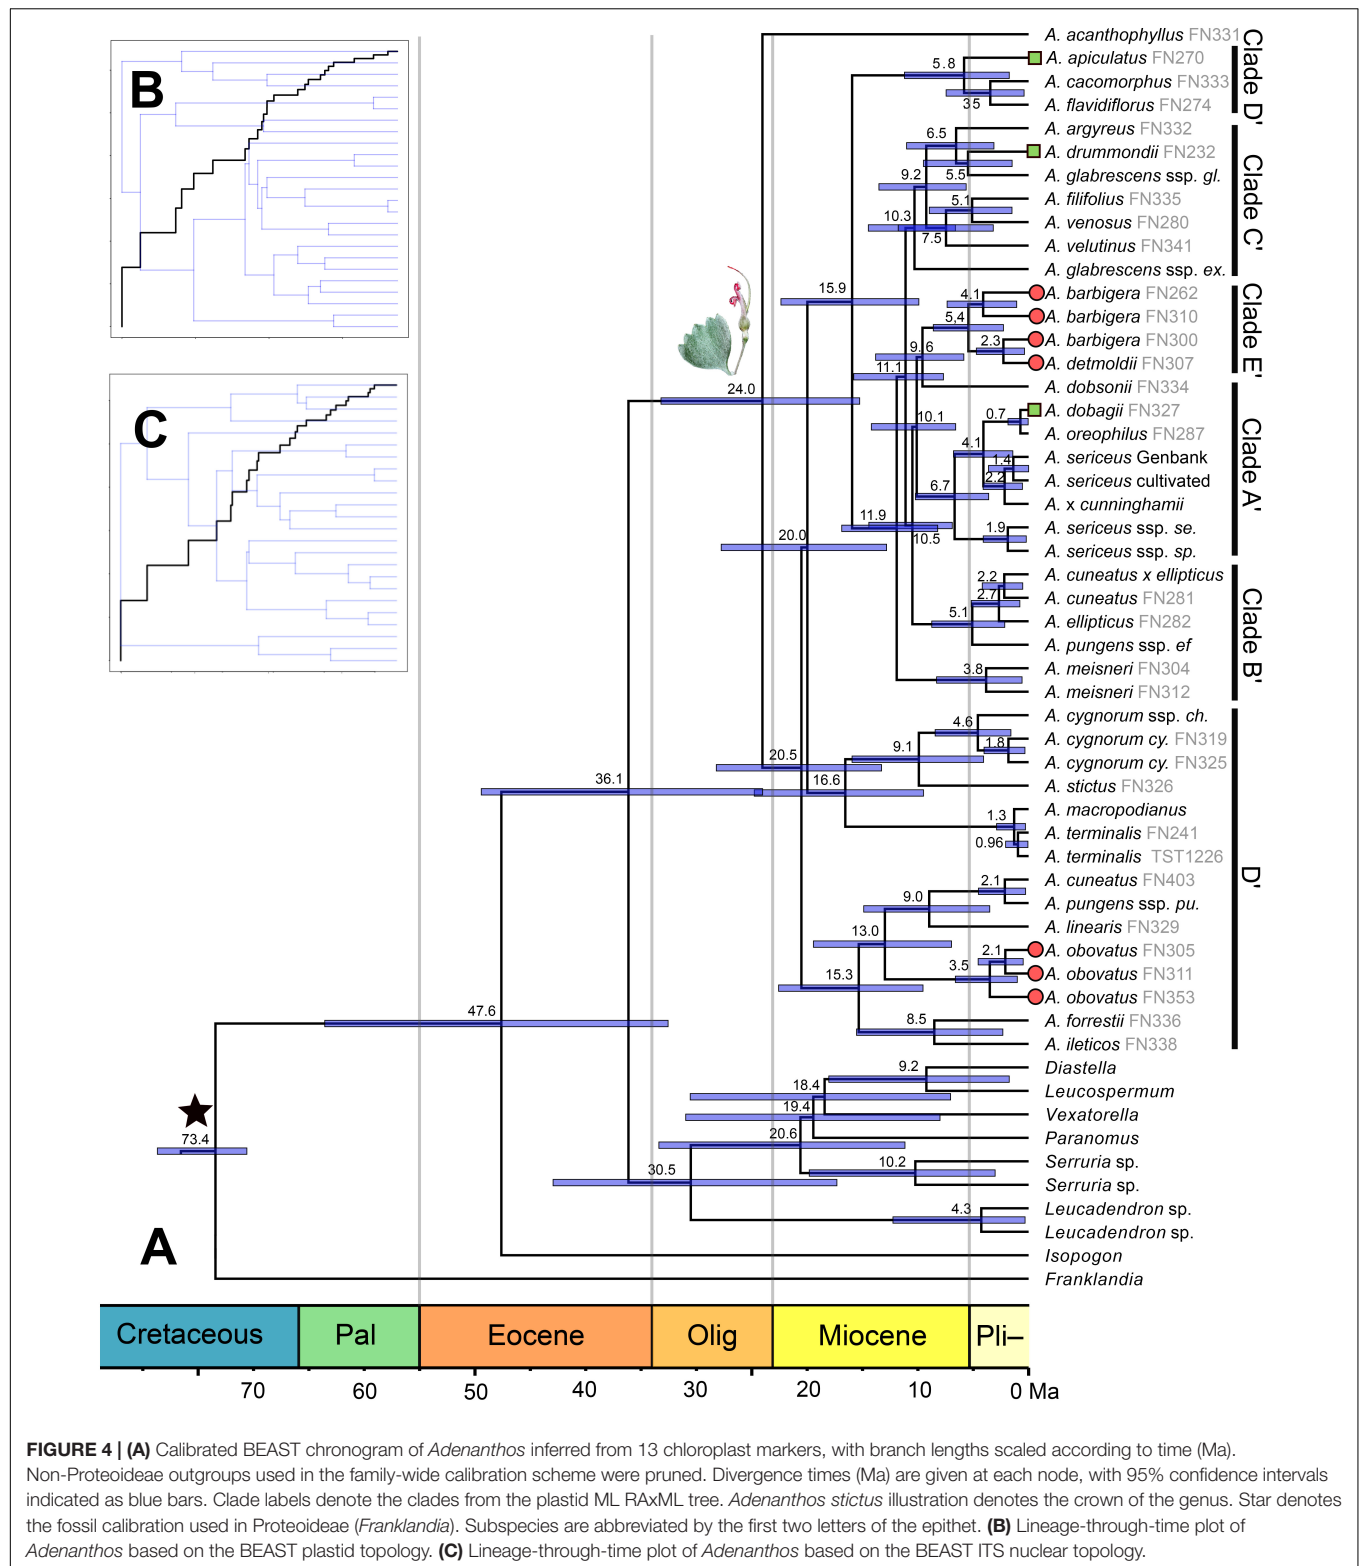 B
C
A
A. acanthophyllus FN331
A. apiculatus FN270
A. cacomorphus FN333
A. flavidiflorus FN274
A. argyreus FN332
A. drummondii FN232
A. glabrescens ssp. gl.
A. filifolius FN335
A. venosus FN280
A. velutinus FN341
A. glabrescens ssp. ex.
A. barbigera FN262
A. barbigera FN310
A. barbigera FN300
A. detmoldii FN307
A. dobsonii FN334
A. dobagii FN327
A. oreophilus FN287
A. sericeus Genbank
A. sericeus cultivated
A. x cunninghamii
A. sericeus ssp. se.
A. sericeus ssp. sp.
A. cuneatus x ellipticus
A. cuneatus FN281
A. ellipticus FN282
A. pungens ssp. ef
A. meisneri FN304
A. meisneri FN312
A. cygnorum ssp. ch.
A. cygnorum cy. FN319
A. cygnorum cy. FN325
A. stictus FN326
A. macropodianus
A. terminalis FN241
A. terminalis TST1226
A. cuneatus FN403
A. pungens ssp. pu.
A. linearis FN329
A. obovatus FN305
A. obovatus FN311
A. obovatus FN353
A. forrestii FN336
A. ileticos FN338
Diastella
Leucospermum
Vexatorella
Paranomus
Serruria sp.
Serruria sp.
Leucadendron sp.
Leucadendron sp.
Isopogon
Franklandia
Clade D'
Clade C'
Clade E'
Clade A'
Clade B'
D'
5.8
35
6.5
5.5
9.2
5.1
10.3
7.5
4.1
15.9
5,4
2.3
9.6
11.1
24.0
0.7
10.1
4.1
1.4
2.2
6.7
11.9
1.9
10.5
20.0
2.2
2.7
5.1
3.8
4.6
1.8
9.1
20.5
16.6
36.1
1.3
0.96
2.1
9.0
13.0
2.1
3.5
15.3
47.6
8.5
9.2
18.4
19.4
20.6
73.4
10.2
30.5
4.3
Cretaceous Pal Eocene Olig Miocene Pli–
70 60 50 40 30 20 10 0 Ma
FIGURE 4 | (A) Calibrated BEAST chronogram of Adenanthos inferred from 13 chloroplast markers, with branch lengths scaled according to time (Ma).
Non-Proteoideae outgroups used in the family-wide calibration scheme were pruned. Divergence times (Ma) are given at each node, with 95% confidence intervals
indicated as blue bars. Clade labels denote the clades from the plastid ML RAxML tree. Adenanthos stictus illustration denotes the crown of the genus. Star denotes
the fossil calibration used in Proteoideae (Franklandia). Subspecies are abbreviated by the first two letters of the epithet. (B) Lineage-through-time plot of
Adenanthos based on the BEAST plastid topology. (C) Lineage-through-time plot of Adenanthos based on the BEAST ITS nuclear topology.